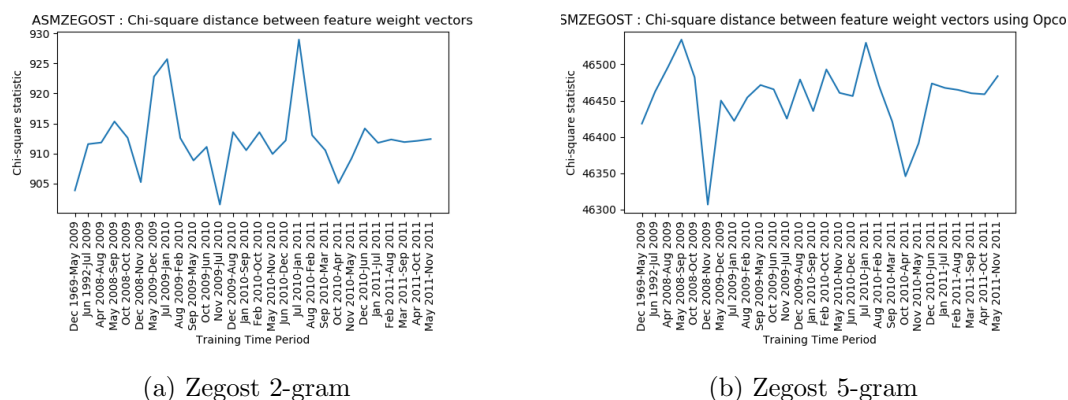 ASMZEGOST : Chi-square distance between feature weight vectors
930
925
920
915
910
905
Chi-square statistic
Dec 1969-May 2009
Jun 1992-Jul 2009
Apr 2008-Aug 2009
May 2008-Sep 2009
Oct 2008-Oct 2009
Dec 2008-Nov 2009
May 2009-Dec 2009
Jul 2009-Jan 2010
Aug 2009-Feb 2010
Sep 2009-May 2010
Oct 2009-Jun 2010
Nov 2009-Jul 2010
Dec 2009-Aug 2010
Jan 2010-Sep 2010
Feb 2010-Oct 2010
May 2010-Nov 2010
Jun 2010-Dec 2010
Jul 2010-Jan 2011
Aug 2010-Feb 2011
Sep 2010-Mar 2011
Oct 2010-Apr 2011
Nov 2010-May 2011
Dec 2010-Jun 2011
Jan 2011-Jul 2011
Feb 2011-Aug 2011
Mar 2011-Sep 2011
Apr 2011-Oct 2011
May 2011-Nov 2011
Training Time Period
(a) Zegost 2-gram
SMZEGOST : Chi-square distance between feature weight vectors using Opco
46500
46450
46400
46350
46300
Chi-square statistic
Dec 1969-May 2009
Jun 1992-Jul 2009
Apr 2008-Aug 2009
May 2008-Sep 2009
Oct 2008-Oct 2009
Dec 2008-Nov 2009
May 2009-Dec 2009
Jul 2009-Jan 2010
Aug 2009-Feb 2010
Sep 2009-May 2010
Oct 2009-Jun 2010
Nov 2009-Jul 2010
Dec 2009-Aug 2010
Jan 2010-Sep 2010
Feb 2010-Oct 2010
May 2010-Nov 2010
Jun 2010-Dec 2010
Jul 2010-Jan 2011
Aug 2010-Feb 2011
Sep 2010-Mar 2011
Oct 2010-Apr 2011
Nov 2010-May 2011
Dec 2010-Jun 2011
Jan 2011-Jul 2011
Feb 2011-Aug 2011
Mar 2011-Sep 2011
Apr 2011-Oct 2011
May 2011-Nov 2011
Training Time Period
(b) Zegost 5-gram